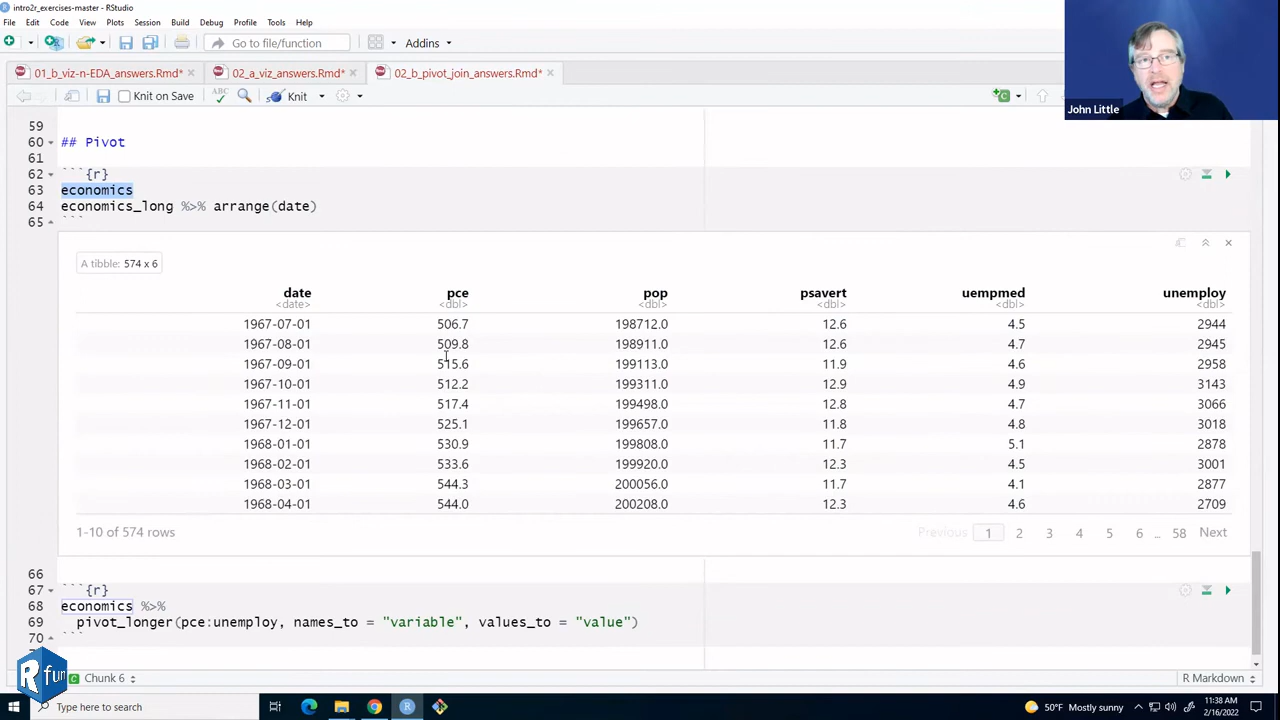 intro2r_exercises-master - RStudio
File Edit Code View Plots Session Build Debug Profile Tools Help
Go to file/function Addins
01_b_viz-n-EDA_answers.Rmd* 02_a_viz_answers.Rmd* 02_b_pivot_join_answers.Rmd*
Knit on Save ABC Knit
John Little
59
60 ## Pivot
61
62 ```{r}
63 economics
64 economics_long %>% arrange(date)
65 ```
A tibble: 574 x 6
date pce pop psavert uempmed unemploy
<date> <dbl> <dbl> <dbl> <dbl> <dbl>
1967-07-01 506.7 198712.0 12.6 4.5 2944
1967-08-01 509.8 198911.0 12.6 4.7 2945
1967-09-01 515.6 199113.0 11.9 4.6 2958
1967-10-01 512.2 199311.0 12.9 4.9 3143
1967-11-01 517.4 199498.0 12.8 4.7 3066
1967-12-01 525.1 199657.0 11.8 4.8 3018
1968-01-01 530.9 199808.0 11.7 5.1 2878
1968-02-01 533.6 199920.0 12.3 4.5 3001
1968-03-01 544.3 200056.0 11.7 4.1 2877
1968-04-01 544.0 200208.0 12.3 4.6 2709
1-10 of 574 rows Previous 1 2 3 4 5 6 ... 58 Next
66
67 ```{r}
68 economics %>%
69 pivot_longer(pce:unemploy, names_to = "variable", values_to = "value")
70 ```
R fun
Chunk 6 R Markdown
Type here to search 50°F Mostly sunny 11:38 AM
2/16/2022